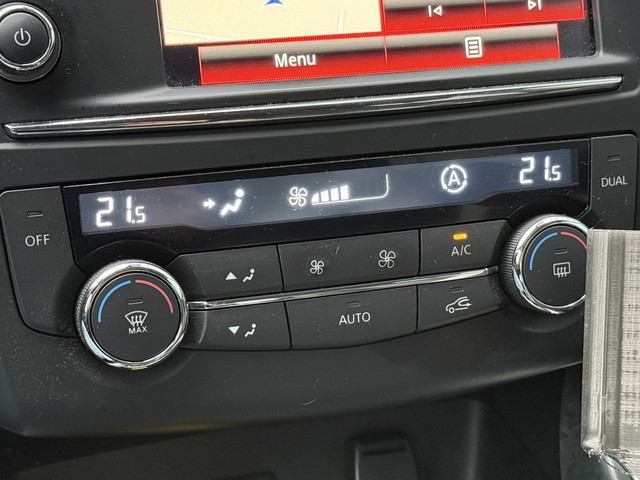 Menu
21.5
A
21.5
DUAL
OFF
A/C
MAX
AUTO